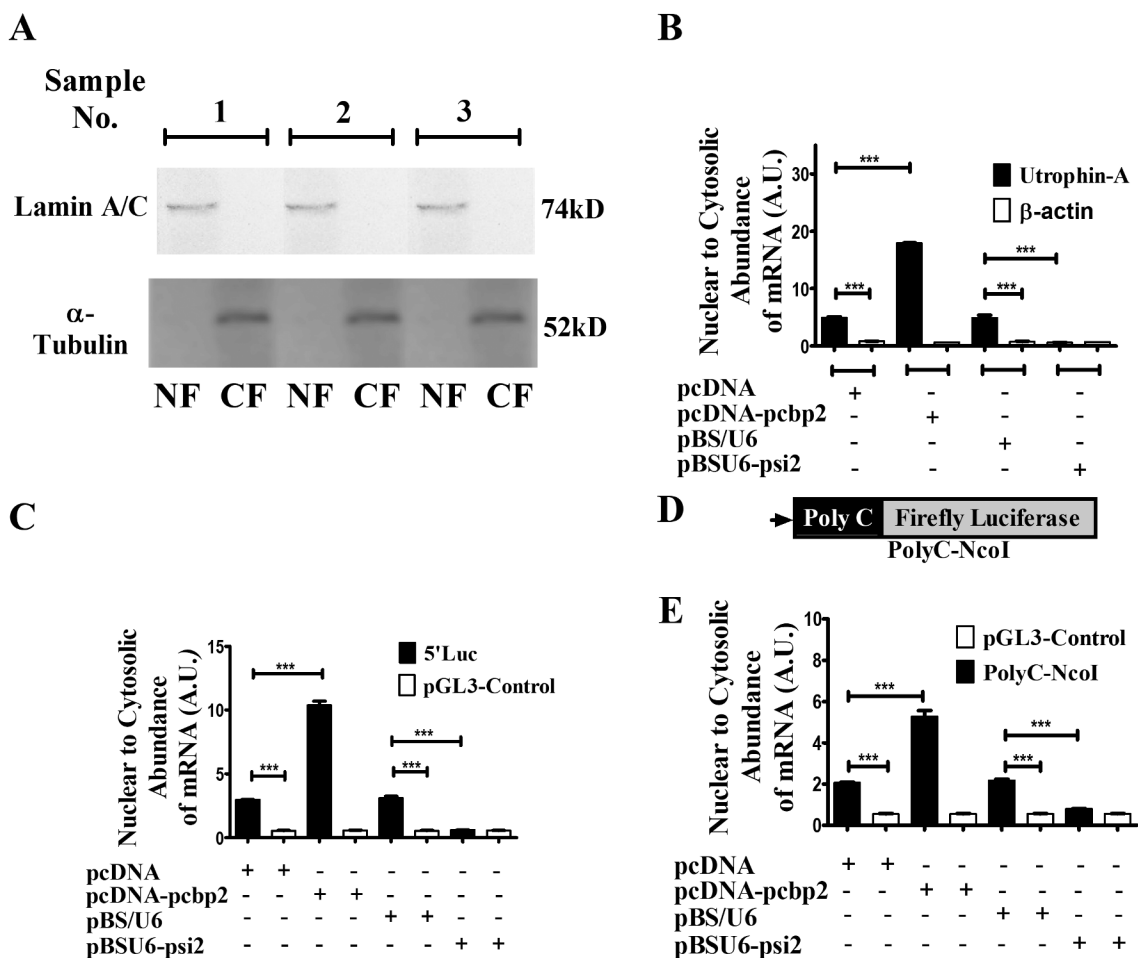 A
Sample
No.
1 2 3
Lamin A/C
74kD
α-
Tubulin
52kD
NF CF NF CF NF CF
B
Nuclear to Cytosolic
Abundance
of mRNA (A.U.)
30
20
10
0
***
***
***
***
Utrophin-A
β-actin
pcDNA + - - -
pcDNA-pcbp2 - + - -
pBS/U6 - - + -
pBSU6-psi2 - - - +
C
Nuclear to Cytosolic
Abundance
of mRNA (A.U.)
15
10
5
0
***
***
***
***
5'Luc
pGL3-Control
pcDNA + + - - - - - -
pcDNA-pcbp2 - - + + - - - -
pBS/U6 - - - - + + - -
pBSU6-psi2 - - - - - - + +
D
Poly C Firefly Luciferase
PolyC-NcoI
E
Nuclear to Cytosolic
Abundance
of mRNA (A.U.)
10
8
6
4
2
0
***
***
***
***
pGL3-Control
PolyC-NcoI
pcDNA + + - - - - - -
pcDNA-pcbp2 - - + + - - - -
pBS/U6 - - - - + + - -
pBSU6-psi2 - - - - - - + +